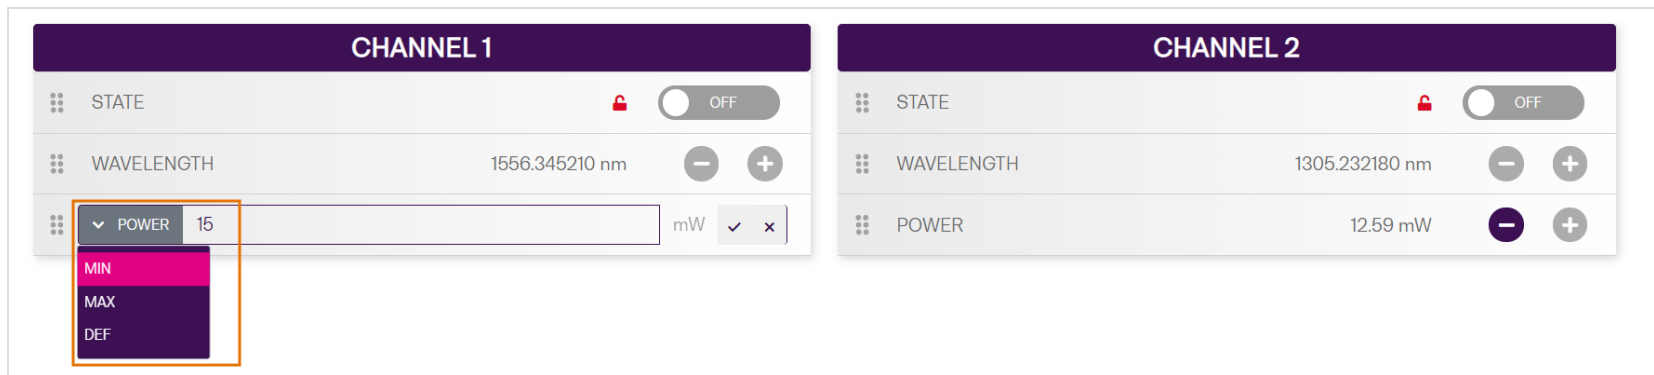 CHANNEL 1
STATE OFF
WAVELENGTH 1556.345210 nm
POWER 15 mW
MIN
MAX
DEF
CHANNEL 2
STATE OFF
WAVELENGTH 1305.232180 nm
POWER 12.59 mW